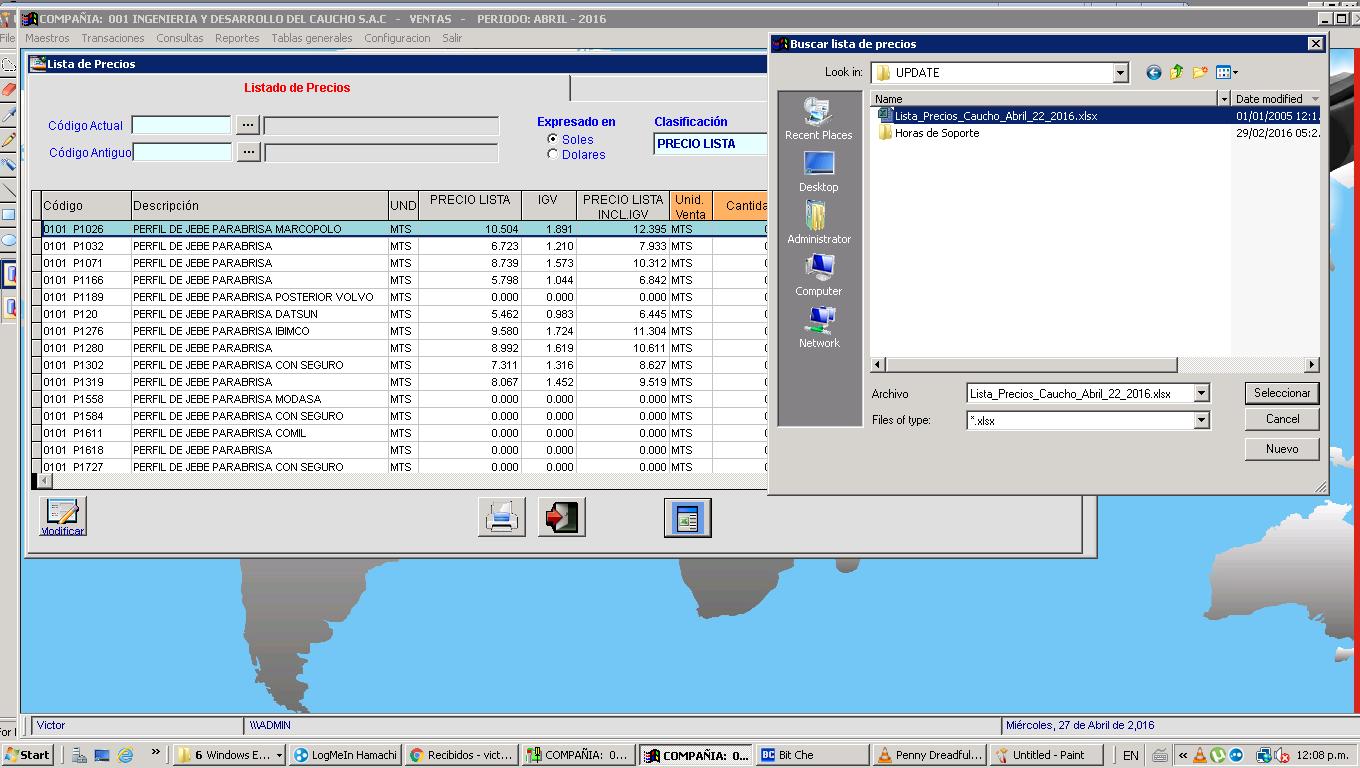 COMPAÑIA: 001 INGENIERIA Y DESARROLLO DEL CAUCHO S.A.C - VENTAS - PERIODO: ABRIL - 2016
File
Maestros Transacciones Consultas Reportes Tablas generales Configuracion Salir
Lista de Precios
Listado de Precios
Código Actual ...
Código Antiguo ...
Expresado en
Soles
Dolares
Clasificación
PRECIO LISTA
Código Descripción UND PRECIO LISTA IGV PRECIO LISTA INCL.IGV Unid. Venta Cantida
0101 P1026 PERFIL DE JEBE PARABRISA MARCOPOLO MTS 10.504 1.891 12.395 MTS
0101 P1032 PERFIL DE JEBE PARABRISA MTS 6.723 1.210 7.933 MTS
0101 P1071 PERFIL DE JEBE PARABRISA MTS 8.739 1.573 10.312 MTS
0101 P1166 PERFIL DE JEBE PARABRISA MTS 5.798 1.044 6.842 MTS
0101 P1189 PERFIL DE JEBE PARABRISA POSTERIOR VOLVO MTS 0.000 0.000 0.000 MTS
0101 P120 PERFIL DE JEBE PARABRISA DATSUN MTS 5.462 0.983 6.445 MTS
0101 P1276 PERFIL DE JEBE PARABRISA IBIMCO MTS 9.580 1.724 11.304 MTS
0101 P1280 PERFIL DE JEBE PARABRISA MTS 8.992 1.619 10.611 MTS
0101 P1302 PERFIL DE JEBE PARABRISA CON SEGURO MTS 7.311 1.316 8.627 MTS
0101 P1319 PERFIL DE JEBE PARABRISA MTS 8.067 1.452 9.519 MTS
0101 P1558 PERFIL DE JEBE PARABRISA MODASA MTS 0.000 0.000 0.000 MTS
0101 P1584 PERFIL DE JEBE PARABRISA CON SEGURO MTS 0.000 0.000 0.000 MTS
0101 P1611 PERFIL DE JEBE PARABRISA COMIL MTS 0.000 0.000 0.000 MTS
0101 P1618 PERFIL DE JEBE PARABRISA MTS 0.000 0.000 0.000 MTS
0101 P1727 PERFIL DE JEBE PARABRISA CON SEGURO MTS 0.000 0.000 0.000 MTS
Modificar
Buscar lista de precios
Look in: UPDATE
Recent Places
Desktop
Administrator
Computer
Network
Name Date modified
Lista_Precios_Caucho_Abril_22_2016.xlsx 01/01/2005 12:1.
Horas de Soporte 29/02/2016 05:2.
Archivo Lista_Precios_Caucho_Abril_22_2016.xlsx Seleccionar
Files of type: *.xlsx Cancel
Nuevo
For
Victor \\\ADMIN Miércoles, 27 de Abril de 2,016
Start » 6 Windows E... LogMeIn Hamachi Recibidos - vict... COMPAÑIA: 0... COMPAÑIA: 0... Bit Che Penny Dreadful... Untitled - Paint EN « 12:08 p.m.